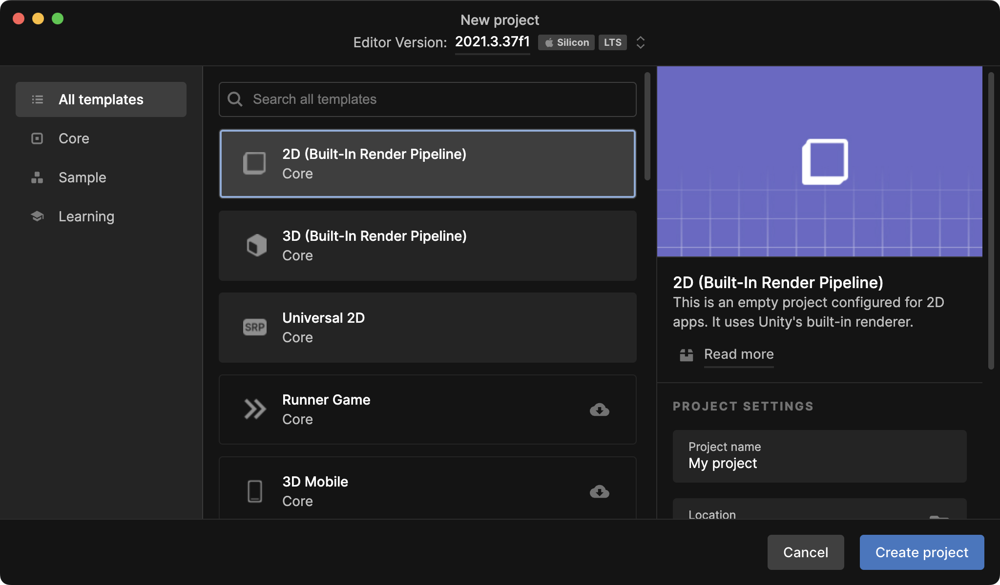 New project
Editor Version: 2021.3.37f1 Silicon LTS
All templates
Core
Sample
Learning
Search all templates
2D (Built-In Render Pipeline)
Core
3D (Built-In Render Pipeline)
Core
SRP
Universal 2D
Core
Runner Game
Core
3D Mobile
Core
2D (Built-In Render Pipeline)
This is an empty project configured for 2D
apps. It uses Unity's built-in renderer.
Read more
PROJECT SETTINGS
Project name
My project
Location
Cancel
Create project